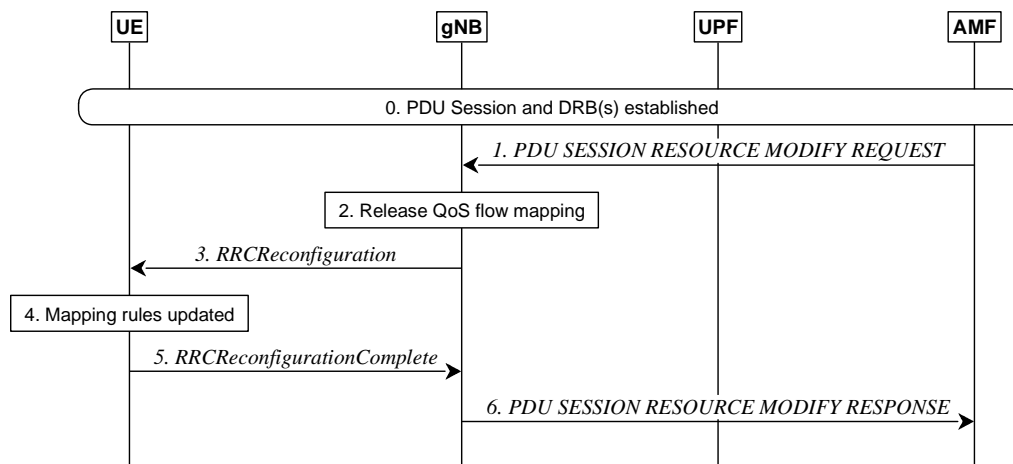 UE gNB UPF AMF
0. PDU Session and DRB(s) established
1. PDU SESSION RESOURCE MODIFY REQUEST
2. Release QoS flow mapping
3. RRCReconfiguration
4. Mapping rules updated
5. RRCReconfigurationComplete
6. PDU SESSION RESOURCE MODIFY RESPONSE